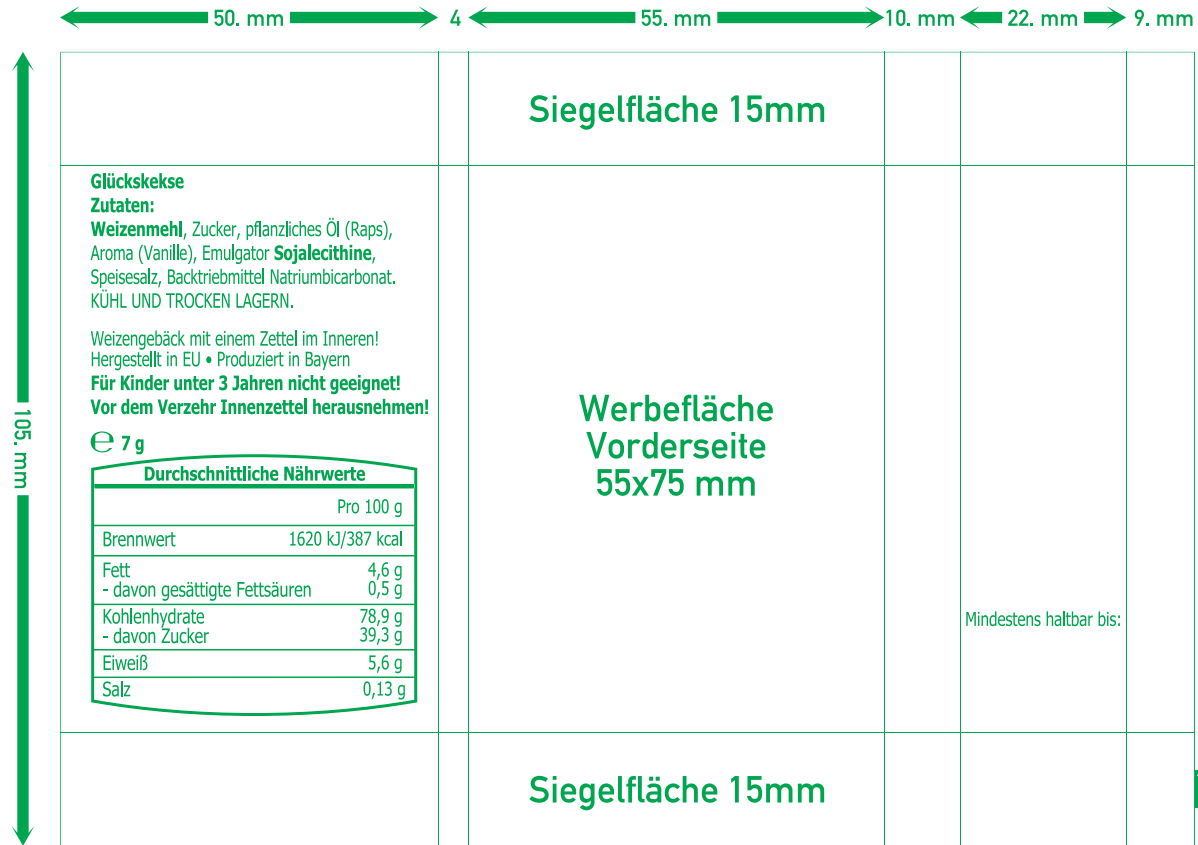 50. mm 4 55. mm 10. mm 22. mm 9. mm
105. mm
Siegelfläche 15mm
Glückskekse
Zutaten:
Weizenmehl, Zucker, pflanzliches Öl (Raps),
Aroma (Vanille), Emulgator Sojalecithine,
Speisesalz, Backtriebmittel Natriumbicarbonat.
KÜHL UND TROCKEN LAGERN.
Weizengebäck mit einem Zettel im Inneren!
Hergestellt in EU • Produziert in Bayern
Für Kinder unter 3 Jahren nicht geeignet!
Vor dem Verzehr Innenzettel herausnehmen!
℮ 7 g
Durchschnittliche Nährwerte
Pro 100 g
Brennwert 1620 kJ/387 kcal
Fett 4,6 g
- davon gesättigte Fettsäuren 0,5 g
Kohlenhydrate 78,9 g
- davon Zucker 39,3 g
Eiweiß 5,6 g
Salz 0,13 g
Werbefläche
Vorderseite
55x75 mm
Mindestens haltbar bis:
Siegelfläche 15mm